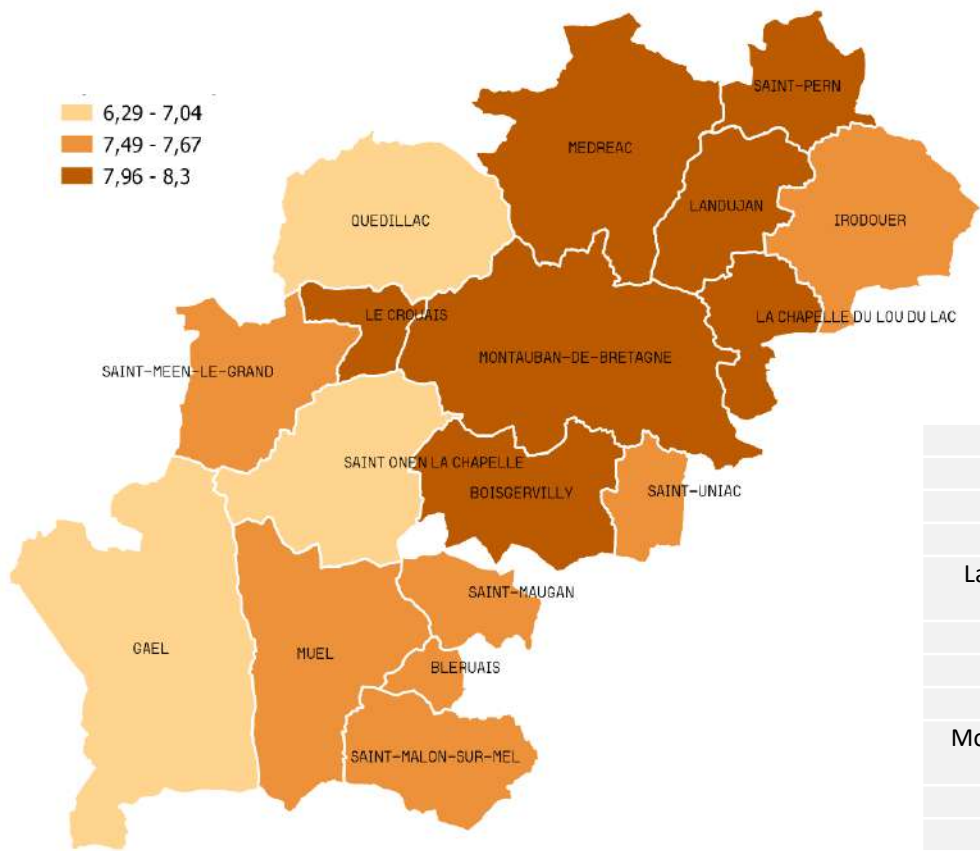 6,29 - 7,04
7,49 - 7,67
7,96 - 8,3
SAINT-PERN
MEDREAC
LANDUJAN
IRODOUER
QUEDILLAC
LE CROUAIS
LA CHAPELLE DU LOU DU LAC
MONTAUBAN-DE-BRETAGNE
SAINT-MEEN-LE-GRAND
SAINT ONEN LA CHAPELLE
BOISGERVILLY
SAINT-UNIAC
La
SAINT-MAUGAN
GAEL
MUEL
BLERUAIS
Mo
SAINT-MALON-SUR-MEL